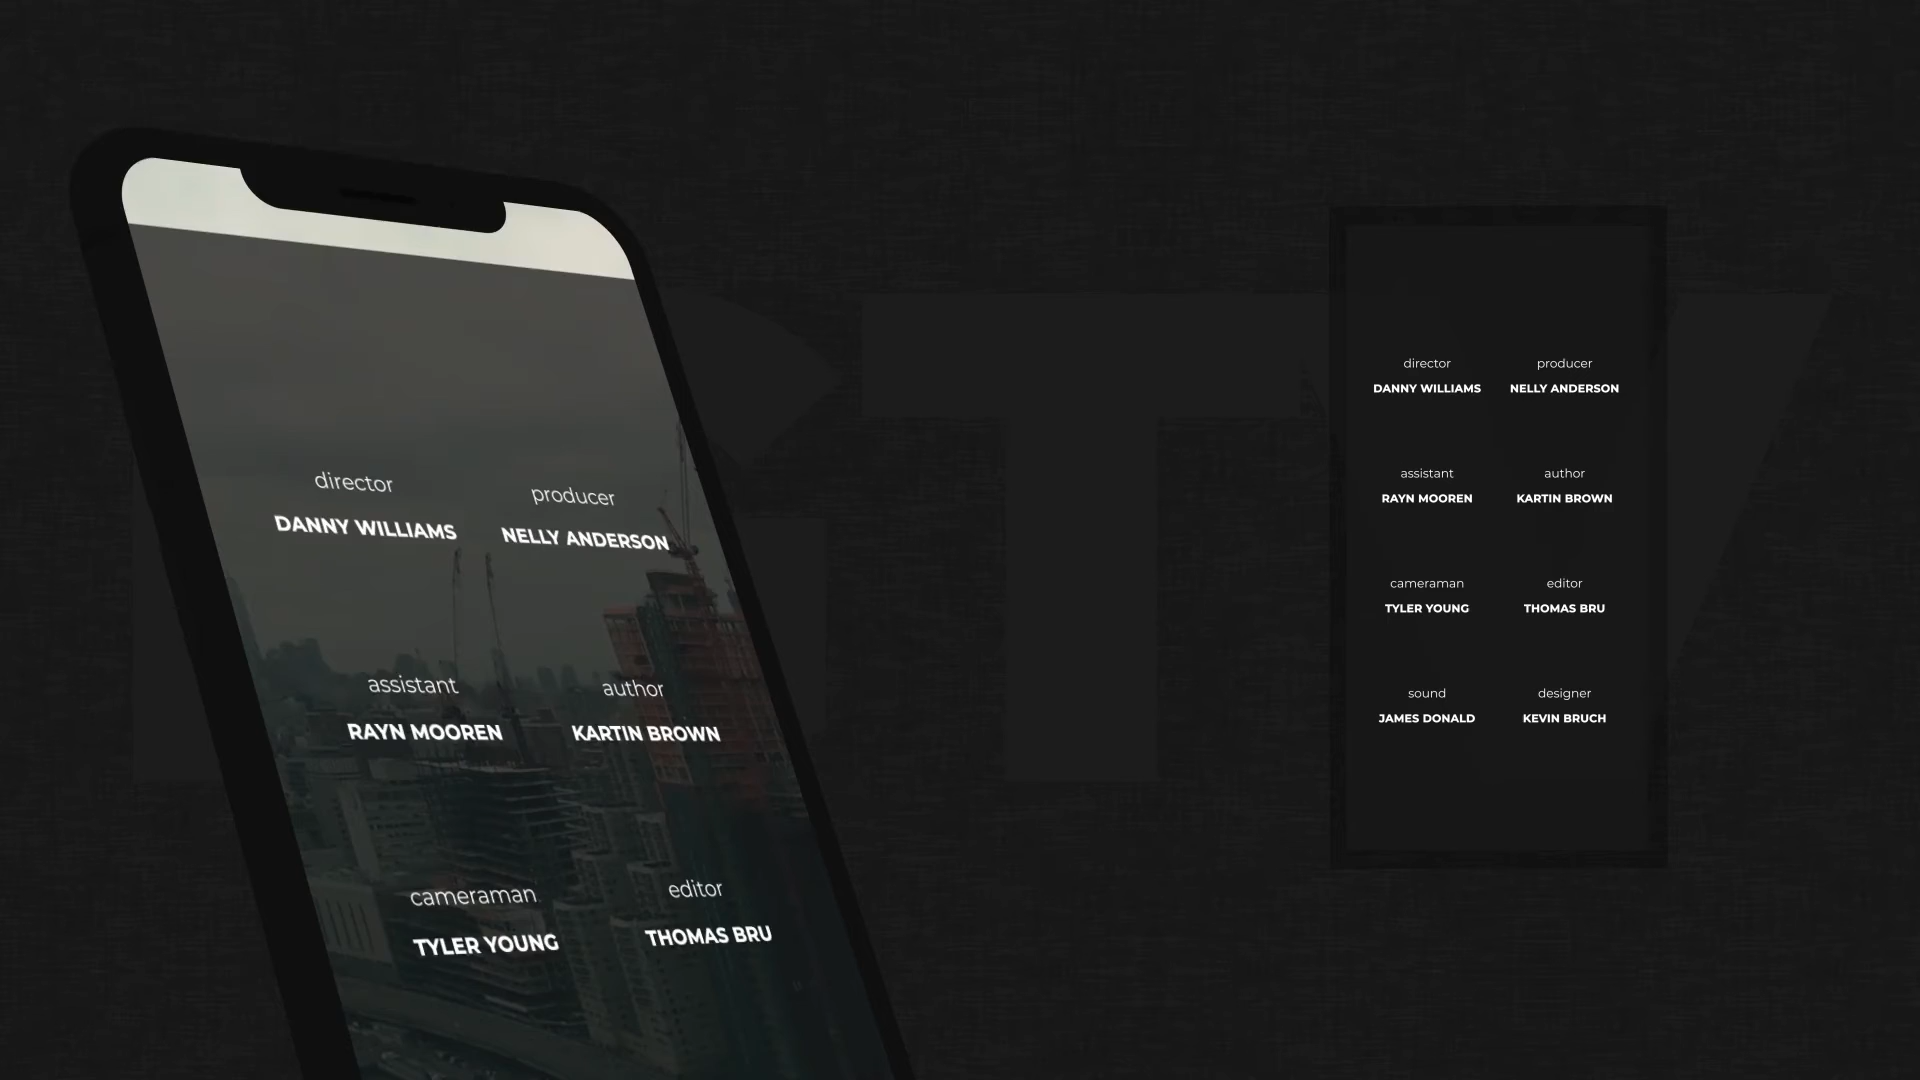 director producer
DANNY WILLIAMS NELLY ANDERSON
assistant author
RAYN MOOREN KARTIN BROWN
cameraman editor
TYLER YOUNG THOMAS BRU
director producer
DANNY WILLIAMS NELLY ANDERSON
assistant author
RAYN MOOREN KARTIN BROWN
cameraman editor
TYLER YOUNG THOMAS BRU
sound designer
JAMES DONALD KEVIN BRUCH